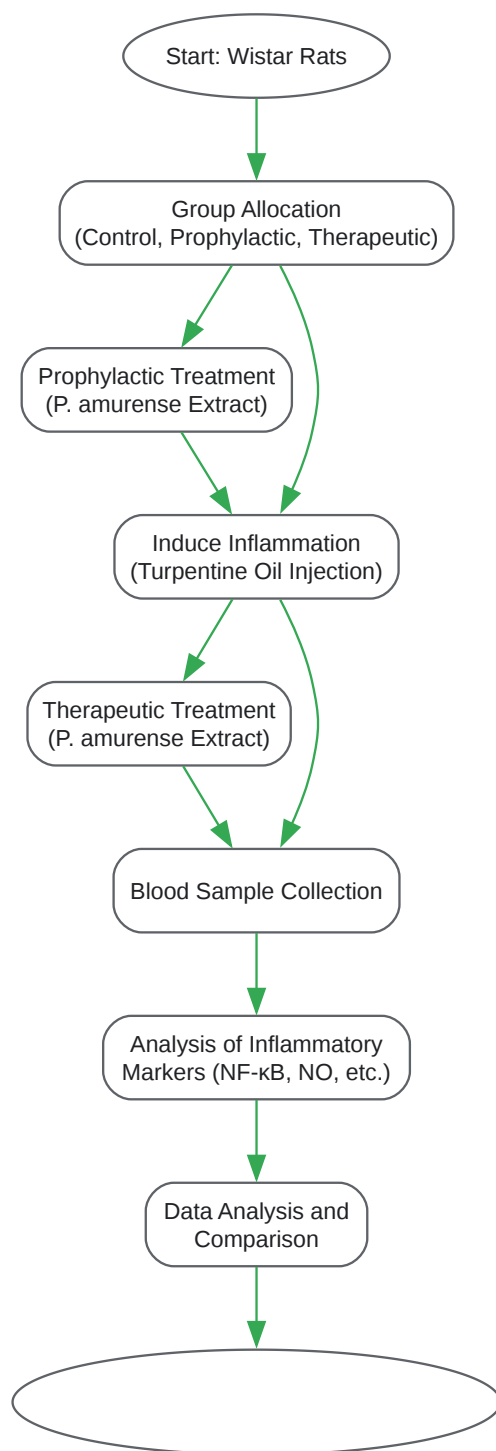 Start: Wistar Rats
Group Allocation
(Control, Prophylactic, Therapeutic)
Prophylactic Treatment
(P. amurense Extract)
Induce Inflammation
(Turpentine Oil Injection)
Therapeutic Treatment
(P. amurense Extract)
Blood Sample Collection
Analysis of Inflammatory
Markers (NF-κB, NO, etc.)
Data Analysis and
Comparison